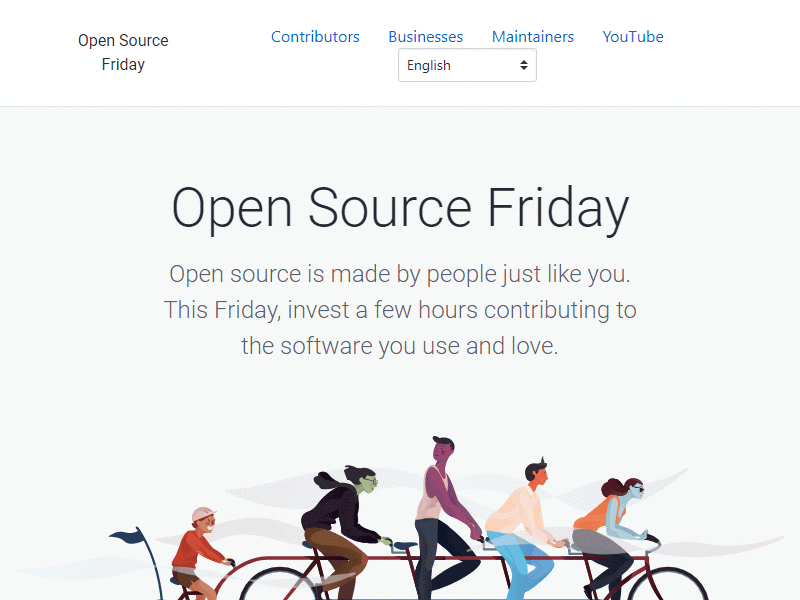 Open Source
Friday
Contributors
Businesses
Maintainers
YouTube
English
Open Source Friday
Open source is made by people just like you.
This Friday, invest a few hours contributing to
the software you use and love.